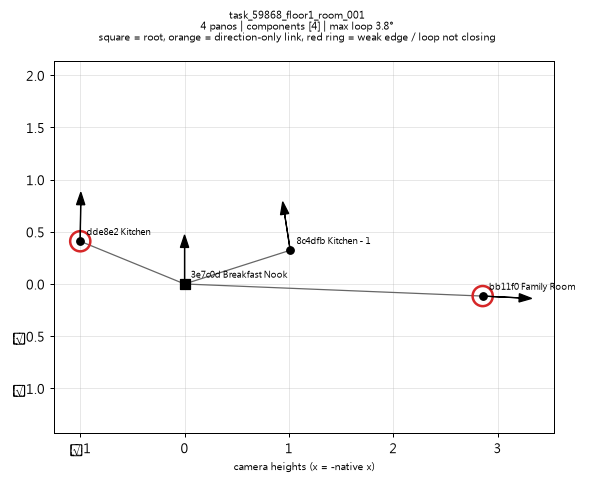 task_59868_floor1_room_001
4 panos | components [4] | max loop 3.8°
square = root, orange = direction-only link, red ring = weak edge / loop not closing
2.0
1.5
1.0
dde8e2 Kitchen
0.5
8c4dfb Kitchen - 1
3e7c0d Breakfast Nook
0.0
bb11f0 Family Room
√0.5
√1.0
√1 0 1 2 3
camera heights (x = -native x)